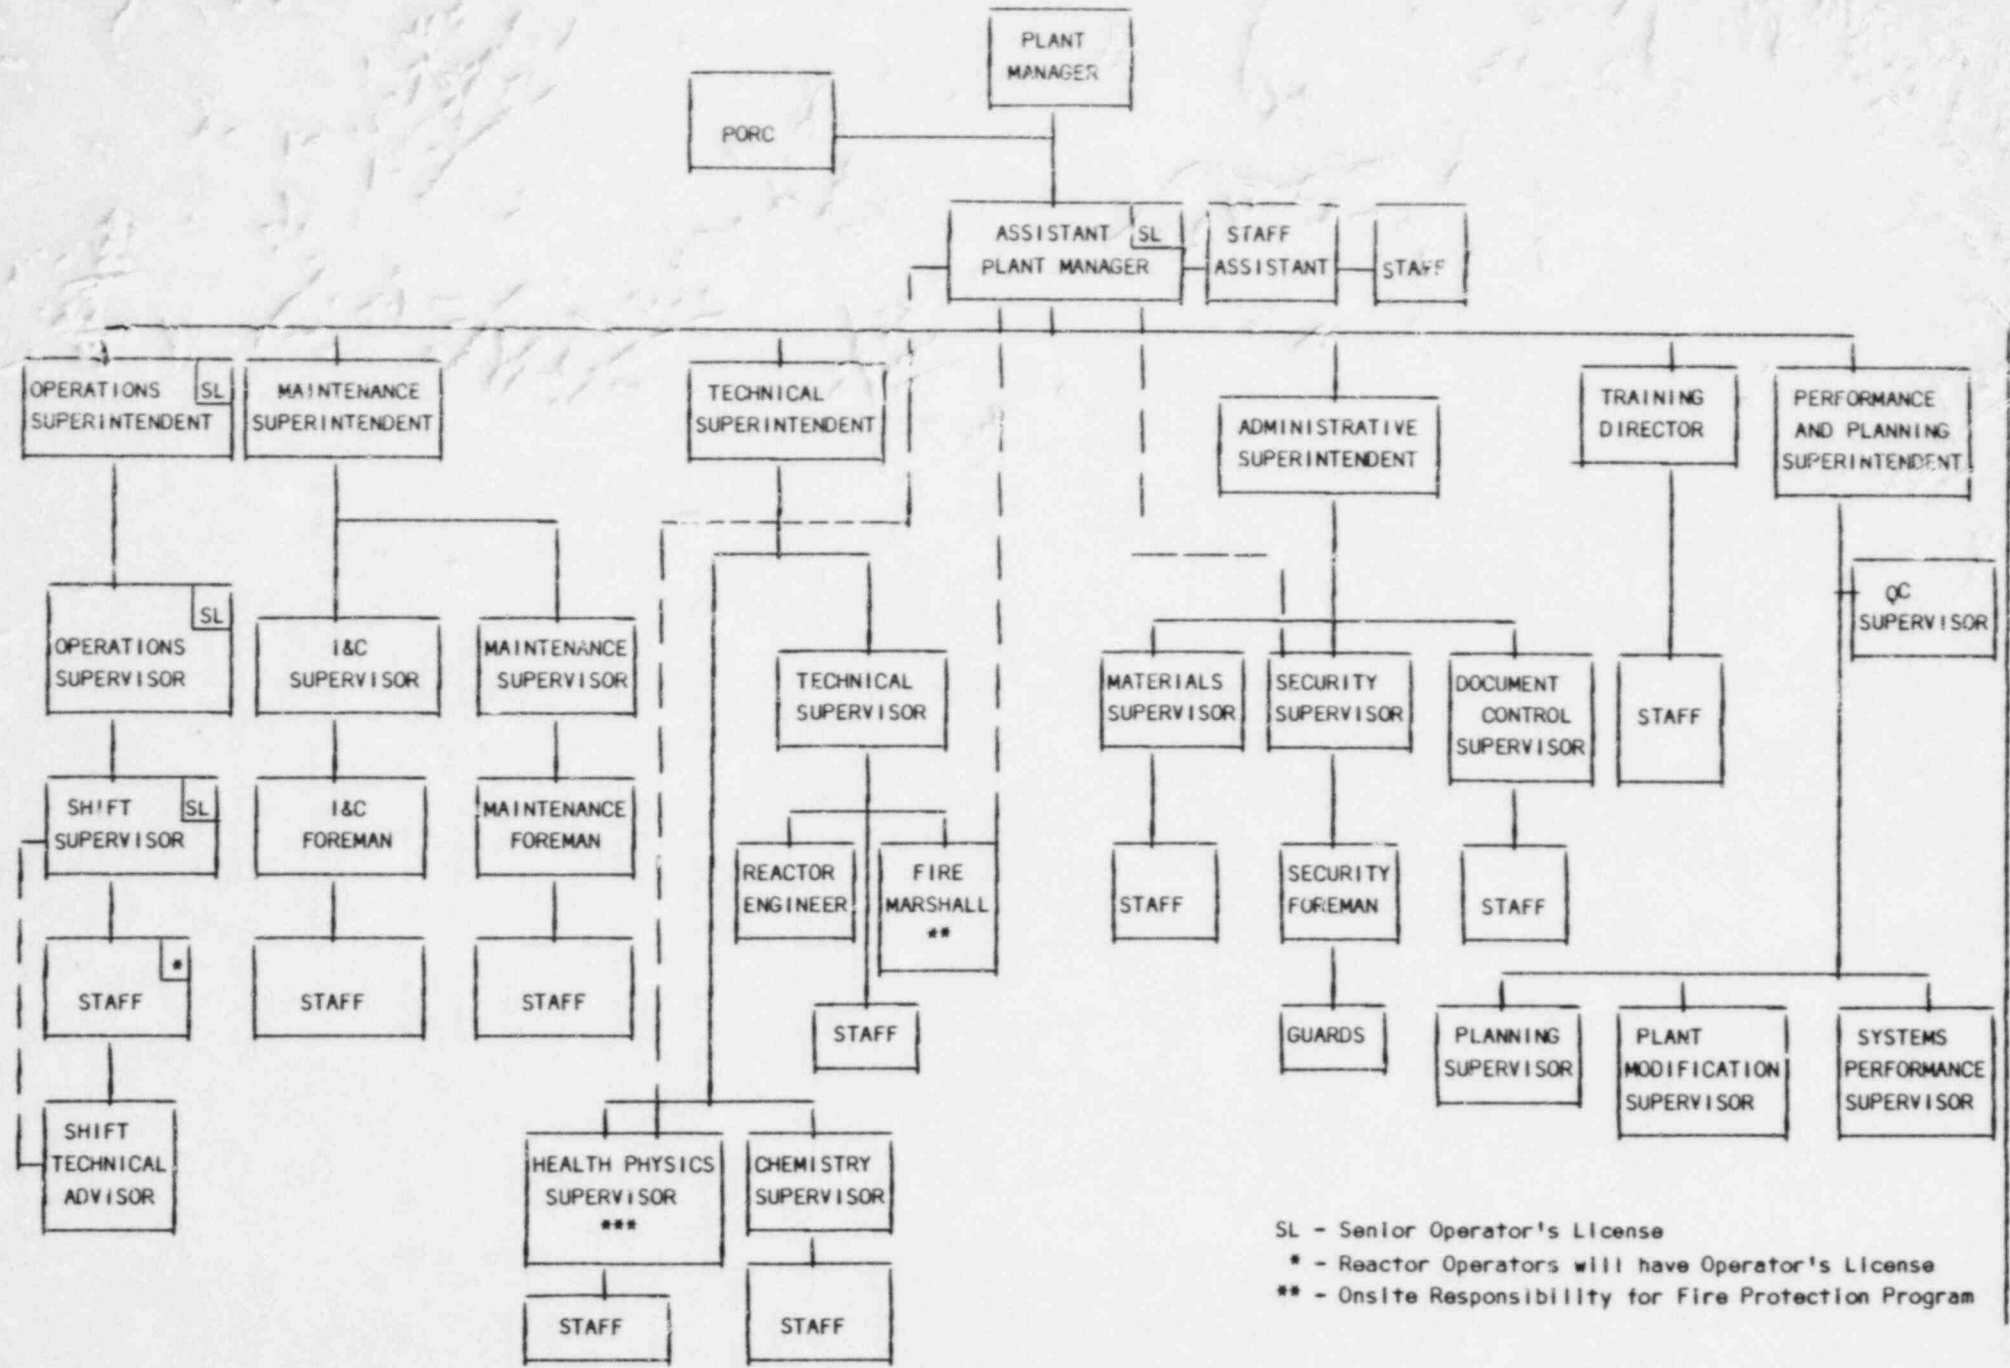 PLANT
MANAGER
PORC
ASSISTANT
PLANT MANAGER
SL
STAFF
ASSISTANT
STAFF
OPERATIONS
SUPERINTENDENT
SL
MAINTENANCE
SUPERINTENDENT
TECHNICAL
SUPERINTENDENT
ADMINISTRATIVE
SUPERINTENDENT
TRAINING
DIRECTOR
PERFORMANCE
AND PLANNING
SUPERINTENDENT
QC
SUPERVISOR
SL
OPERATIONS
SUPERVISOR
I&C
SUPERVISOR
MAINTENANCE
SUPERVISOR
TECHNICAL
SUPERVISOR
MATERIALS
SUPERVISOR
SECURITY
SUPERVISOR
DOCUMENT
CONTROL
SUPERVISOR
STAFF
SHIFT
SUPERVISOR
SL
I&C
FOREMAN
MAINTENANCE
FOREMAN
REACTOR
ENGINEER
FIRE
MARSHALL
**
STAFF
SECURITY
FOREMAN
STAFF
*
STAFF
STAFF
STAFF
STAFF
GUARDS
PLANNING
SUPERVISOR
PLANT
MODIFICATION
SUPERVISOR
SYSTEMS
PERFORMANCE
SUPERVISOR
SHIFT
TECHNICAL
ADVISOR
HEALTH PHYSICS
SUPERVISOR
***
CHEMISTRY
SUPERVISOR
STAFF
STAFF
SL - Senior Operator's License
* - Reactor Operators will have Operator's License
** - Onsite Responsibility for Fire Protection Program